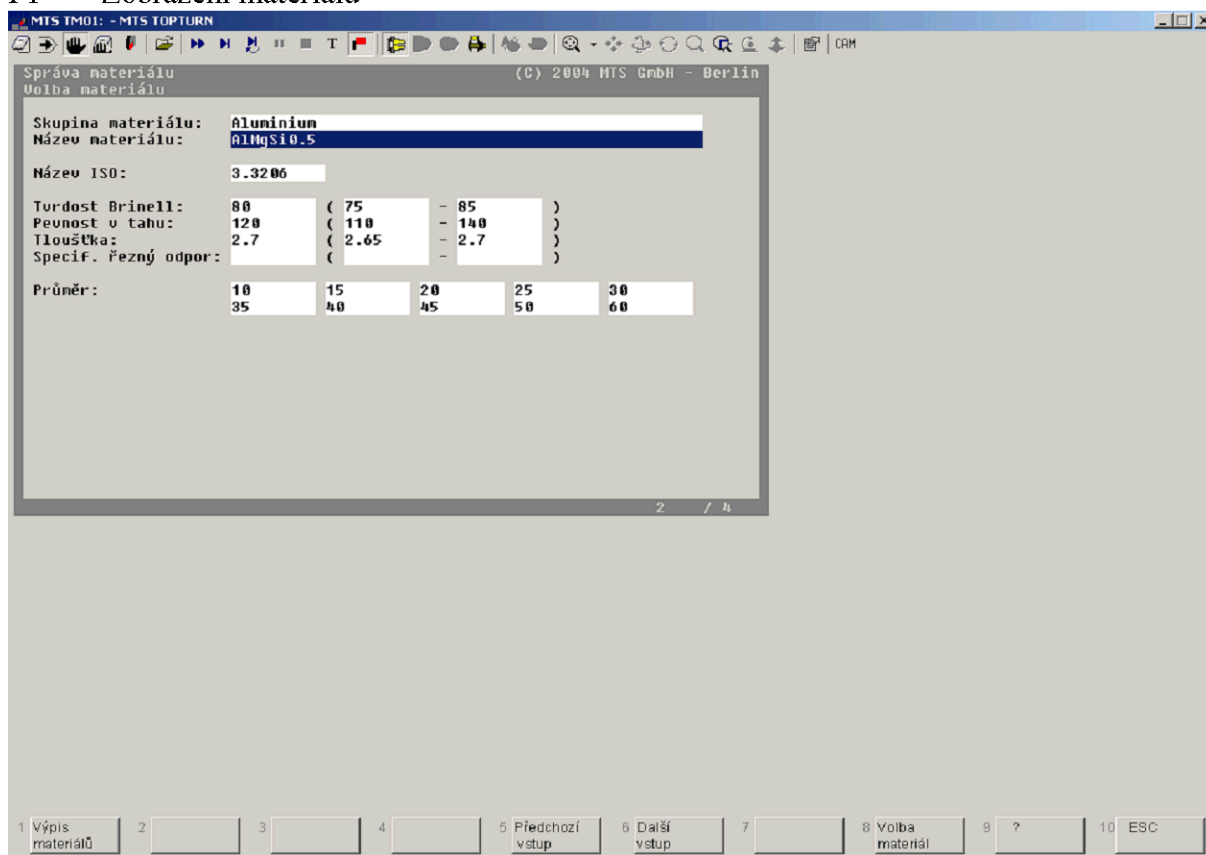 F1 Zobrazení materiálů
MTS TM01: - MTS TOPTURN
T CAM
Správa materiálu (C) 2004 MTS GmbH - Berlin
Volba materiálu
Skupina materiálu: Aluminium
Název materiálu: AlMgSi0.5
Název ISO: 3.3206
Tvrdost Brinell: 80 ( 75 - 85 )
Pevnost v tahu: 120 ( 110 - 140 )
Tloušťka: 2.7 ( 2.65 - 2.7 )
Specif. řezný odpor: ( - )
Průměr: 10 15 20 25 30
35 40 45 50 60
2 / 4
1 Výpis materiálů 2 3 4 5 Předchozí vstup 6 Další vstup 7 8 Volba materiál 9 ? 10 ESC